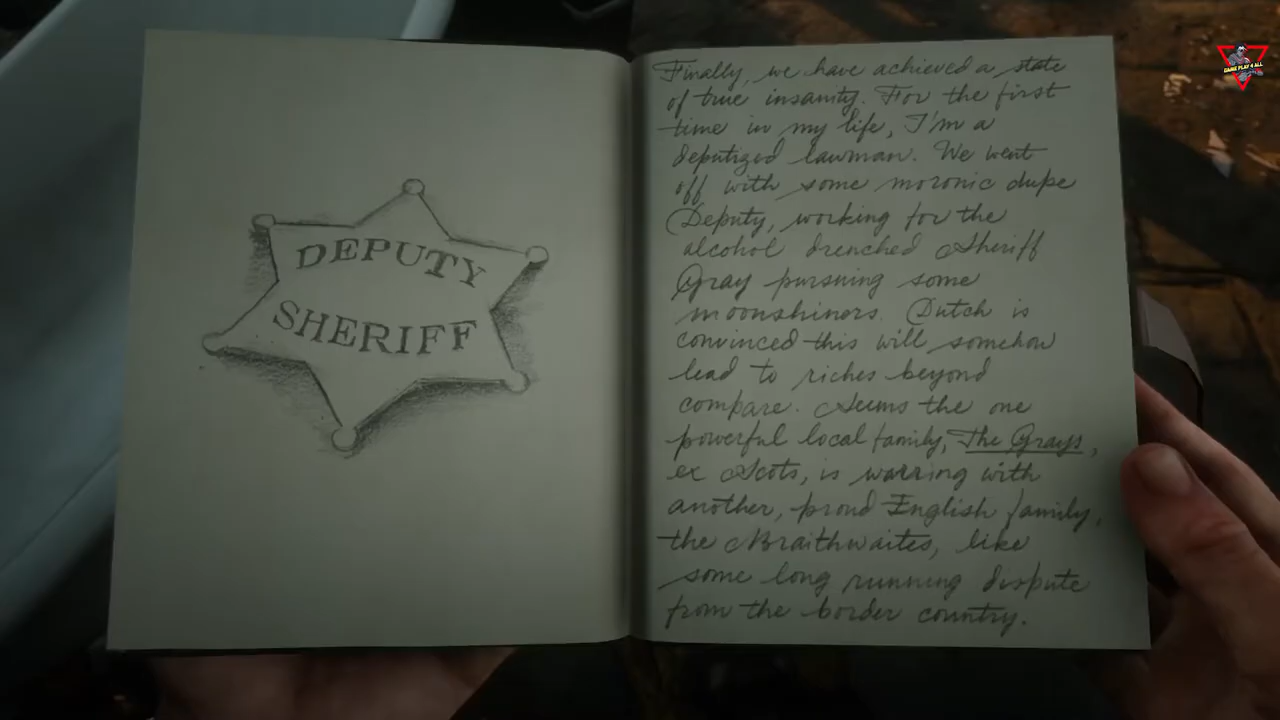 DEPUTY
SHERIFF
Finally, we have achieved a state
of true insanity. For the first
time in my life, I'm a
deputized lawman. We went
off with some moronic dupe
Deputy, working for the
alcohol drenched Sheriff
Gray pursuing some
moonshiners. Dutch is
convinced this will somehow
lead to riches beyond
compare. Seems the one
powerful local family, The Grays,
ex Scots, is warring with
another, proud English family,
the Braithwaites, like
some long running dispute
from the border country.
GAME PLAY 4 ALL